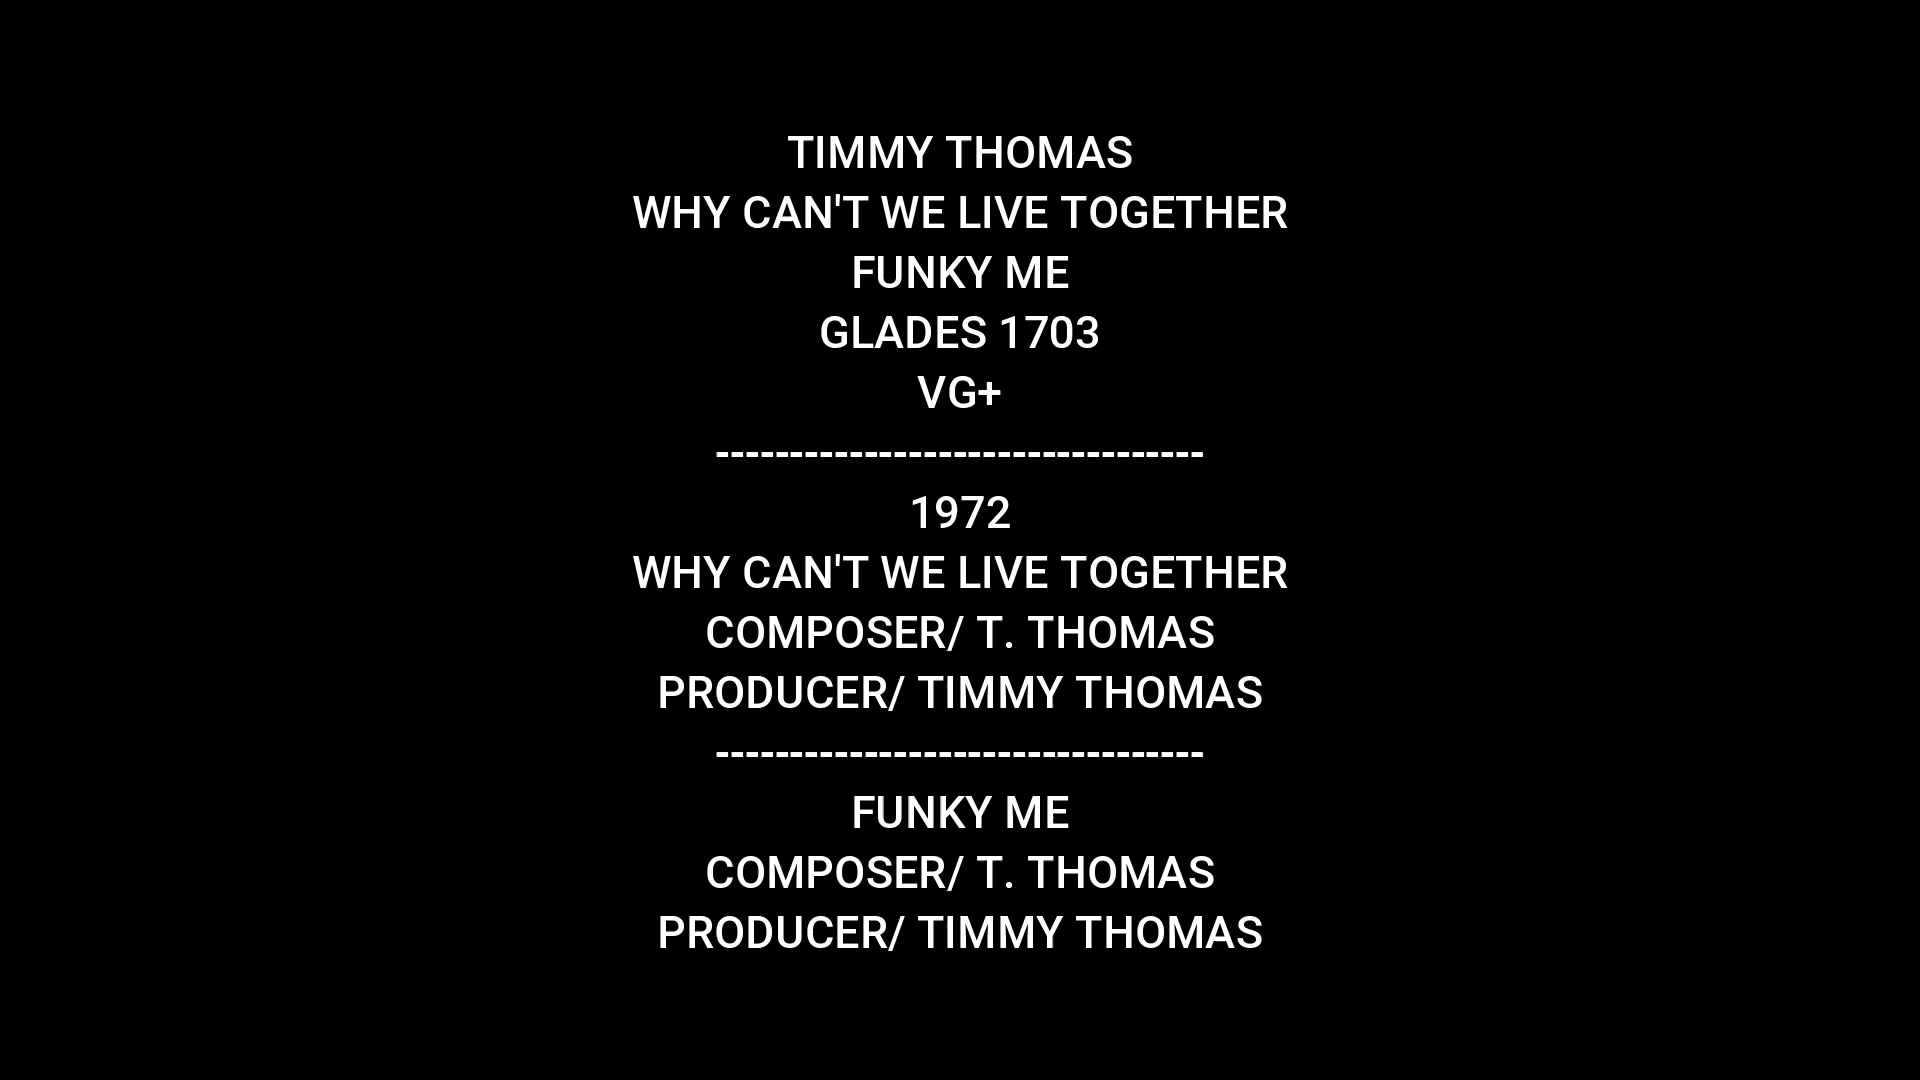 TIMMY THOMAS
WHY CAN'T WE LIVE TOGETHER
FUNKY ME
GLADES 1703
VG+
---------------------------------
1972
WHY CAN'T WE LIVE TOGETHER
COMPOSER/ T. THOMAS
PRODUCER/ TIMMY THOMAS
---------------------------------
FUNKY ME
COMPOSER/ T. THOMAS
PRODUCER/ TIMMY THOMAS